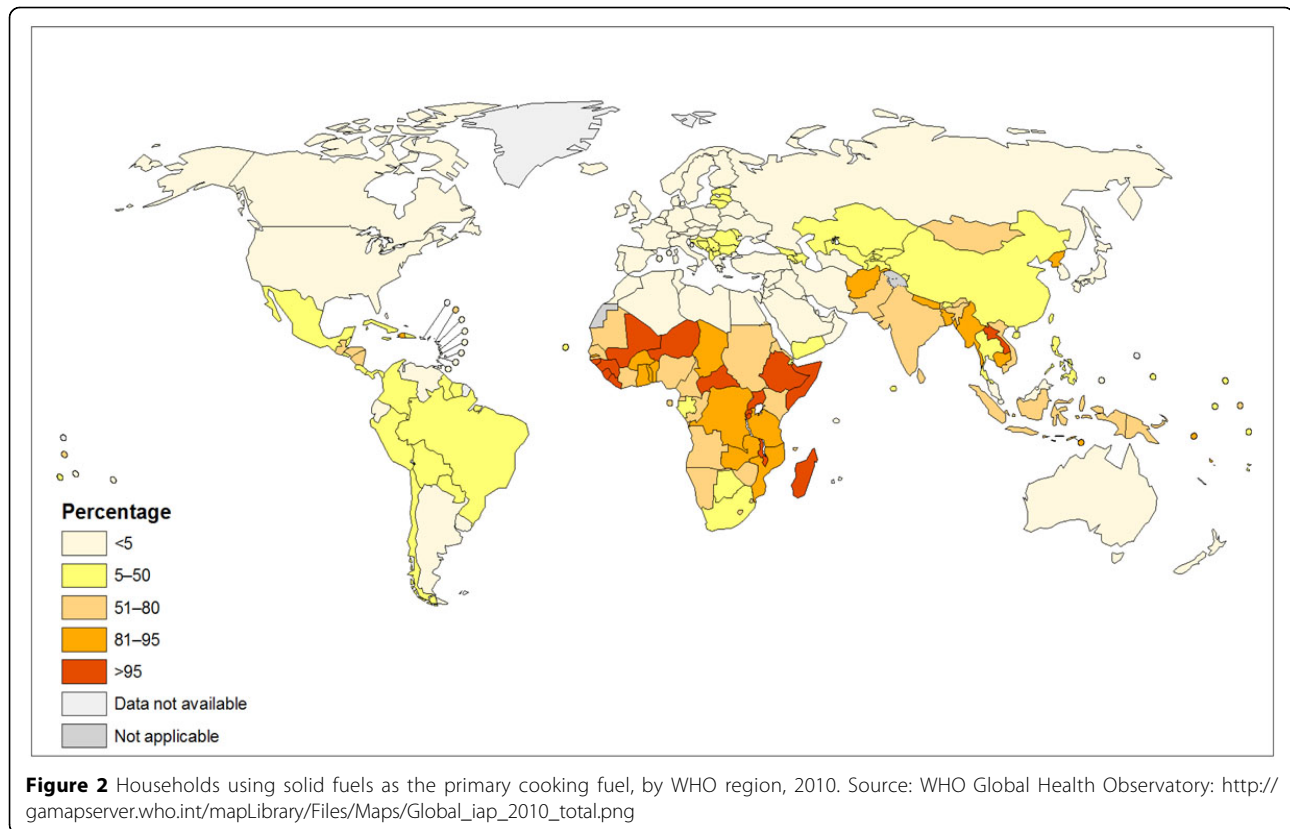 Percentage
<5
5–50
51–80
81–95
>95
Data not available
Not applicable
Figure 2 Households using solid fuels as the primary cooking fuel, by WHO region, 2010. Source: WHO Global Health Observatory: http://
gamapserver.who.int/mapLibrary/Files/Maps/Global_iap_2010_total.png